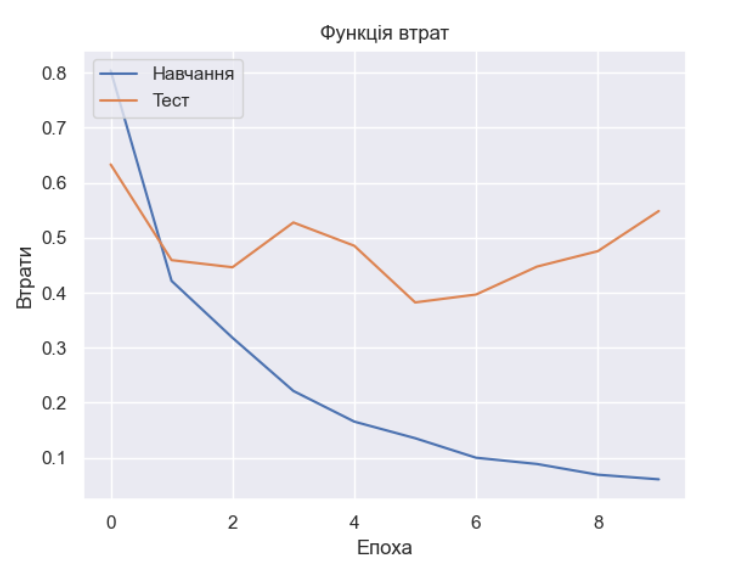 Функція втрат
Навчання
Тест
0.8
0.7
0.6
0.5
0.4
0.3
0.2
0.1
Втрати
0 2 4 6 8
Епоха